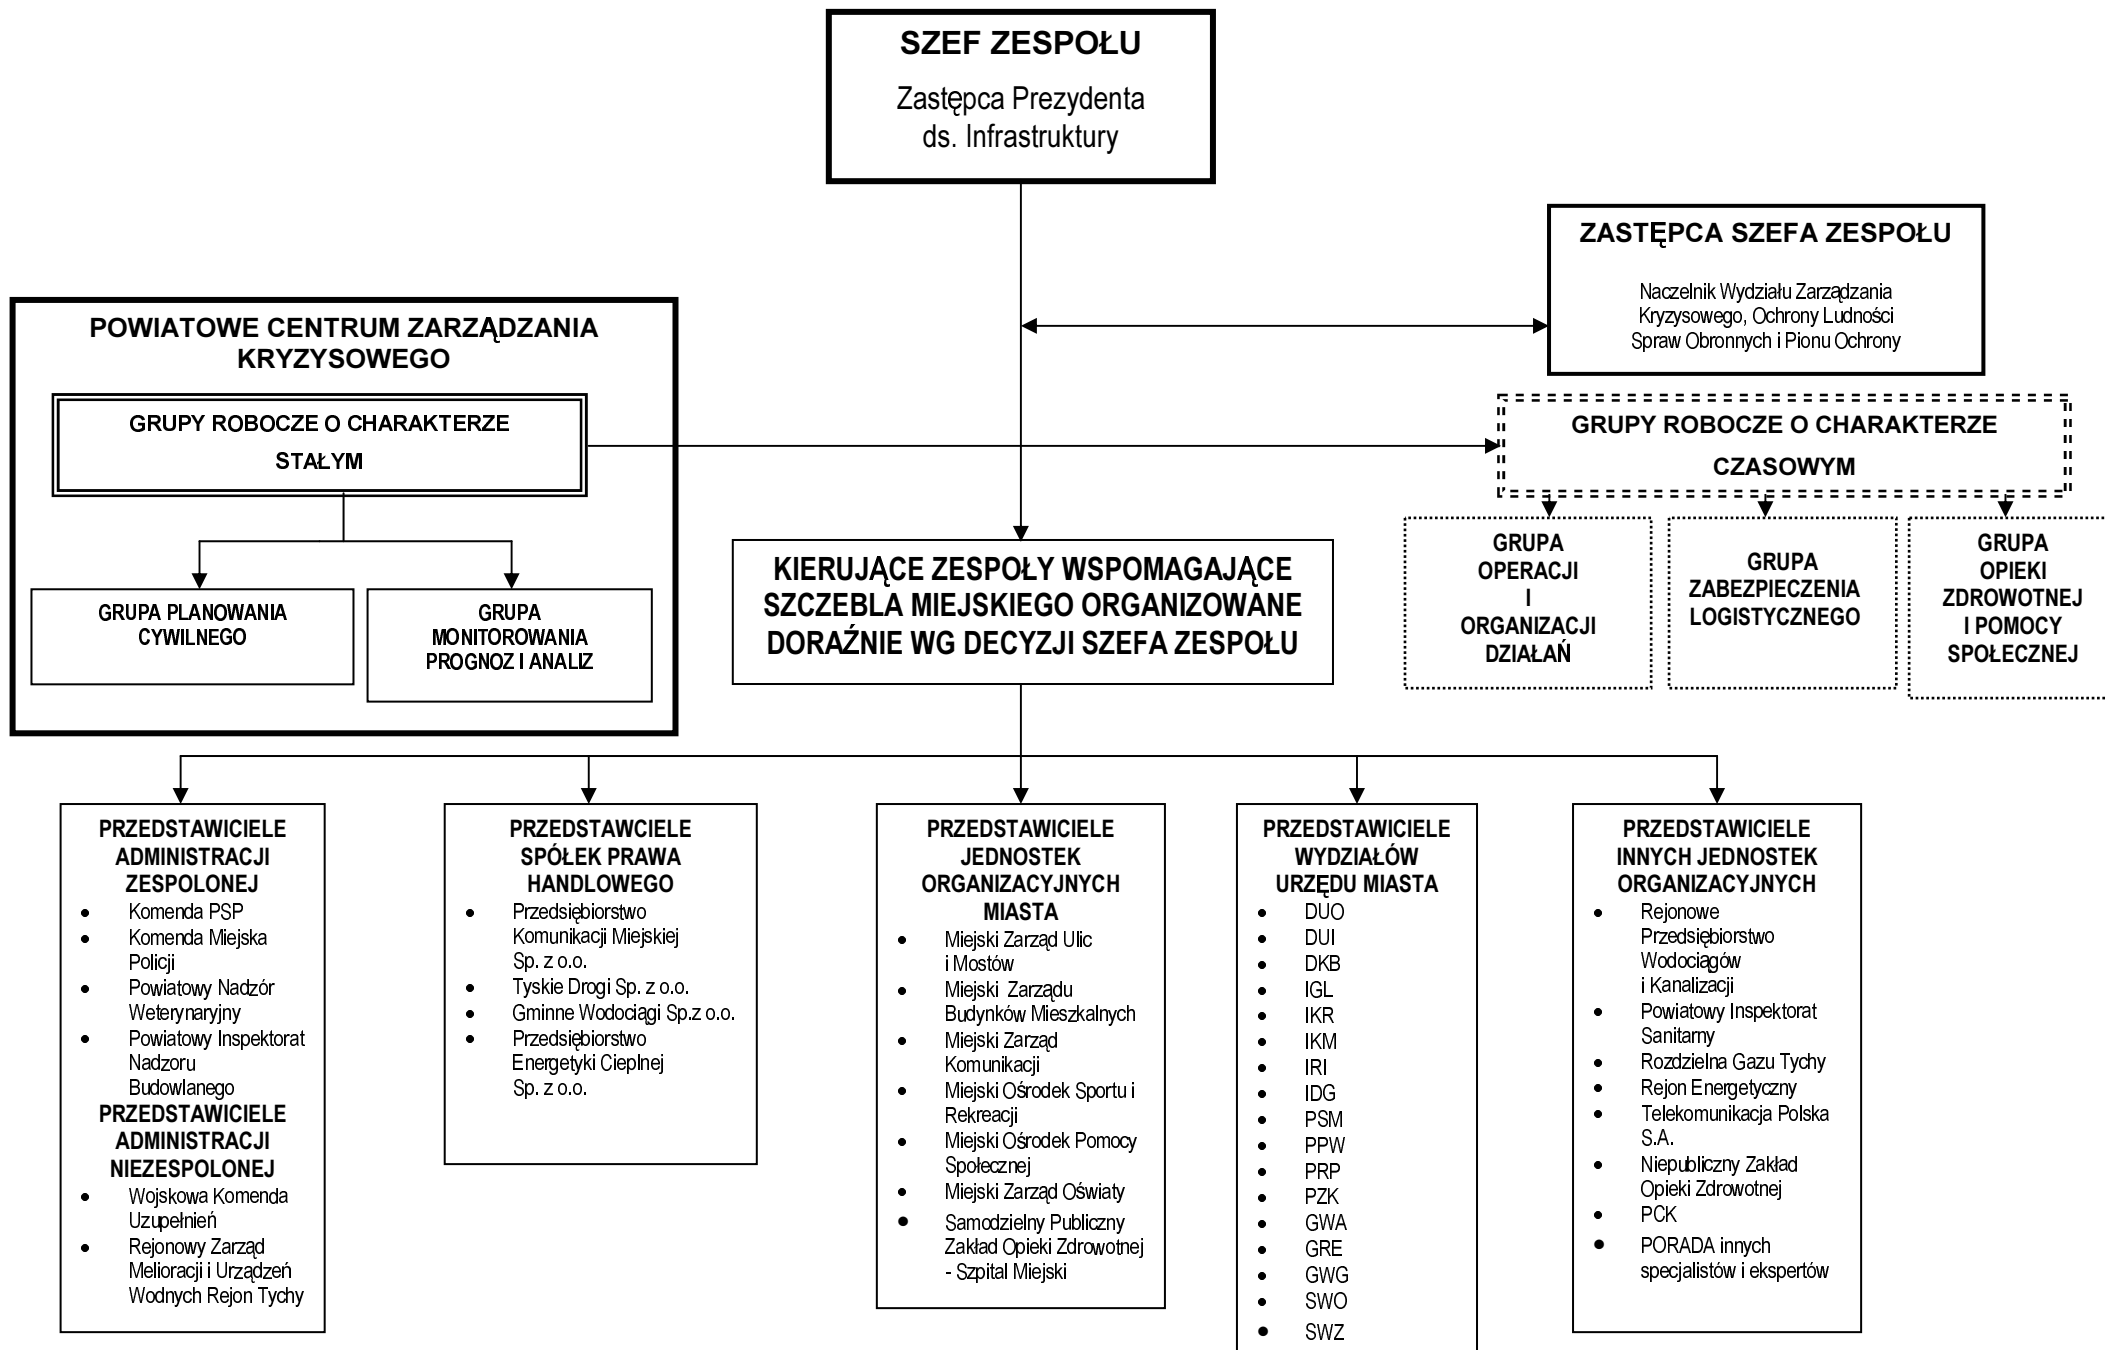 SZEF ZESPOŁU
Zastępca Prezydenta
ds. Infrastruktury
ZASTĘPCA SZEFA ZESPOŁU
Naczelnik Wydziału Zarządzania
Kryzysowego, Ochrony Ludności
Spraw Obronnych i Pionu Ochrony
POWIATOWE CENTRUM ZARZĄDZANIA
KRYZYSOWEGO
GRUPY ROBOCZE O CHARAKTERZE
STAŁYM
GRUPA PLANOWANIA
CYWILNEGO
GRUPA
MONITOROWANIA
PROGNOZ I ANALIZ
GRUPY ROBOCZE O CHARAKTERZE
CZASOWYM
GRUPA
OPERACJI
I
ORGANIZACJI
DZIAŁAŃ
GRUPA
ZABEZPIECZENIA
LOGISTYCZNEGO
GRUPA
OPIEKI
ZDROWOTNEJ
I POMOCY
SPOŁECZNEJ
KIERUJĄCE ZESPOŁY WSPOMAGAJĄCE
SZCZEBLA MIEJSKIEGO ORGANIZOWANE
DORAŹNIE WG DECYZJI SZEFA ZESPOŁU
PRZEDSTAWICIELE
ADMINISTRACJI
ZESPOLONEJ
• Komenda PSP
• Komenda Miejska
Policji
• Powiatowy Nadzór
Weterynaryjny
• Powiatowy Inspektorat
Nadzoru
Budowlanego
PRZEDSTAWICIELE
ADMINISTRACJI
NIEZESPOLONEJ
• Wojskowa Komenda
Uzupełnień
• Rejonowy Zarząd
Melioracji i Urządzeń
Wodnych Rejon Tychy
PRZEDSTAWCIELE
SPÓŁEK PRAWA
HANDLOWEGO
• Przedsiębiorstwo
Komunikacji Miejskiej
Sp. z o.o.
• Tyskie Drogi Sp. z o.o.
• Gminne Wodociągi Sp.z o.o.
• Przedsiębiorstwo
Energetyki Cieplnej
Sp. z o.o.
PRZEDSTAWICIELE
JEDNOSTEK
ORGANIZACYJNYCH
MIASTA
• Miejski Zarząd Ulic
i Mostów
• Miejski Zarządu
Budynków Mieszkalnych
• Miejski Zarząd
Komunikacji
• Miejski Ośrodek Sportu i
Rekreacji
• Miejski Ośrodek Pomocy
Społecznej
• Miejski Zarząd Oświaty
• Samodzielny Publiczny
Zakład Opieki Zdrowotnej
- Szpital Miejski
PRZEDSTAWICIELE
WYDZIAŁÓW
URZĘDU MIASTA
• DUO
• DUI
• DKB
• IGL
• IKR
• IKM
• IRI
• IDG
• PSM
• PPW
• PRP
• PZK
• GWA
• GRE
• GWG
• SWO
• SWZ
PRZEDSTAWICIELE
INNYCH JEDNOSTEK
ORGANIZACYJNYCH
• Rejonowe
Przedsiębiorstwo
Wodociągów
i Kanalizacji
• Powiatowy Inspektorat
Sanitarny
• Rozdzielna Gazu Tychy
• Rejon Energetyczny
• Telekomunikacja Polska
S.A.
• Niepubliczny Zakład
Opieki Zdrowotnej
• PCK
• PORADA innych
specjalistów i ekspertów